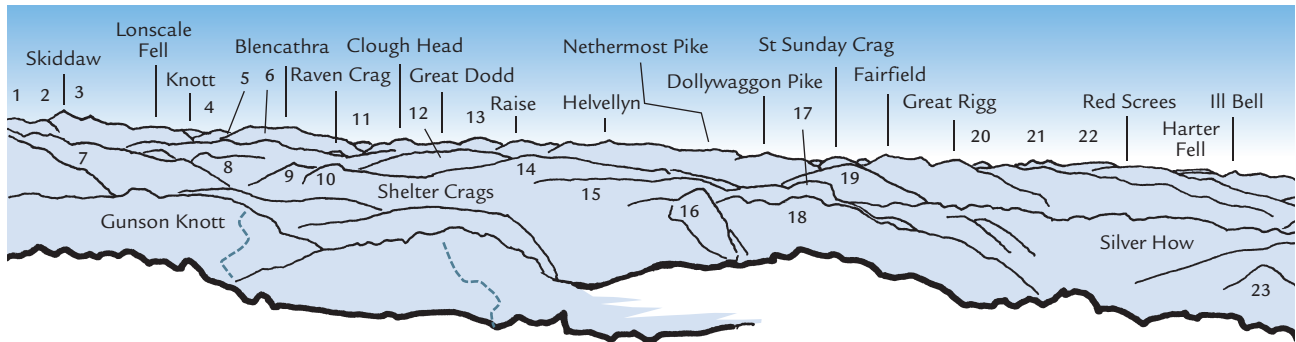 Skiddaw
Lonscale
Fell
Knott
Blencathra
Raven Crag
Clough Head
Great Dodd
Raise
Helvellyn
Nethermost Pike
Dollywaggon Pike
St Sunday Crag
Fairfield
Great Rigg
Red Screes
Harter
Fell
Ill Bell
1 2 3 4 5 6 11 12 13 17 20 21 22
7 8 9 10 14 15 16 18 19 23
Gunson Knott
Shelter Crags
Silver How